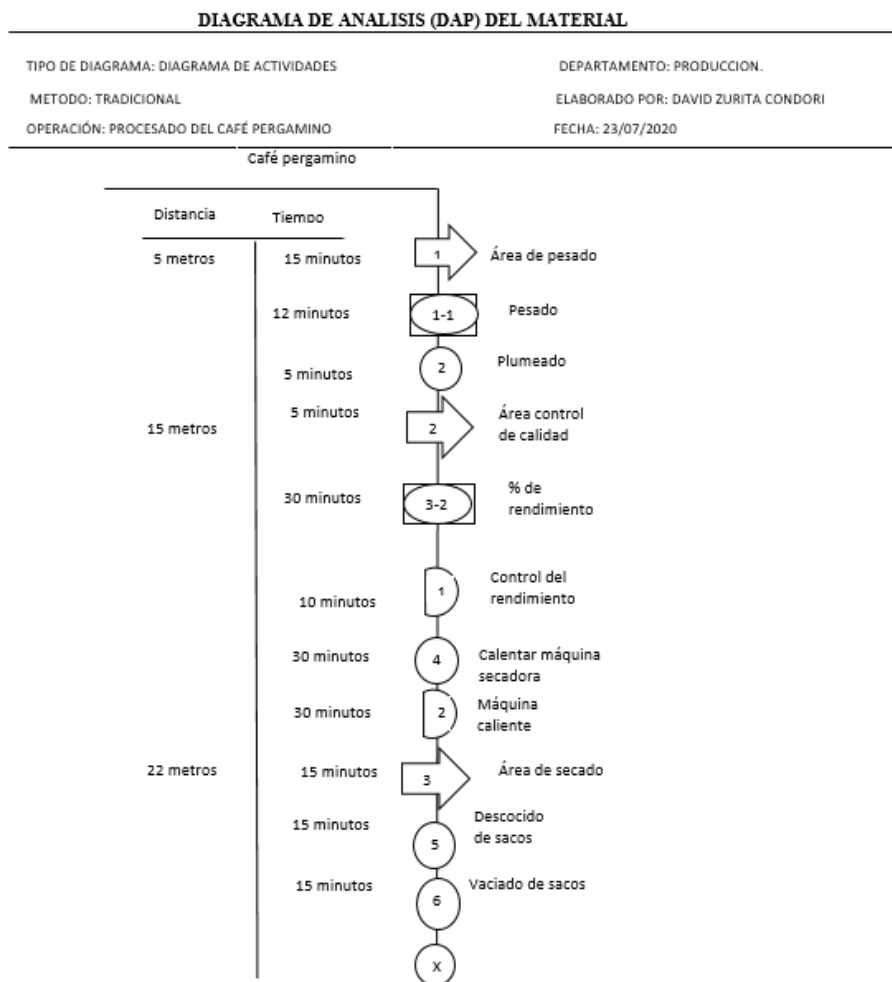 DIAGRAMA DE ANALISIS (DAP) DEL MATERIAL
TIPO DE DIAGRAMA: DIAGRAMA DE ACTIVIDADES
DEPARTAMENTO: PRODUCCION.
METODO: TRADICIONAL
ELABORADO POR: DAVID ZURITA CONDORI
OPERACIÓN: PROCESADO DEL CAFÉ PERGAMINO
FECHA: 23/07/2020
Café pergamino
Distancia
Tiempo
5 metros
15 minutos
1
Área de pesado
12 minutos
1-1
Pesado
5 minutos
2
Plumeado
15 metros
5 minutos
2
Área control
de calidad
30 minutos
3-2
% de
rendimiento
10 minutos
1
Control del
rendimiento
30 minutos
4
Calentar máquina
secadora
30 minutos
2
Máquina
caliente
22 metros
15 minutos
3
Área de secado
15 minutos
5
Descocido
de sacos
15 minutos
6
Vaciado de sacos
X